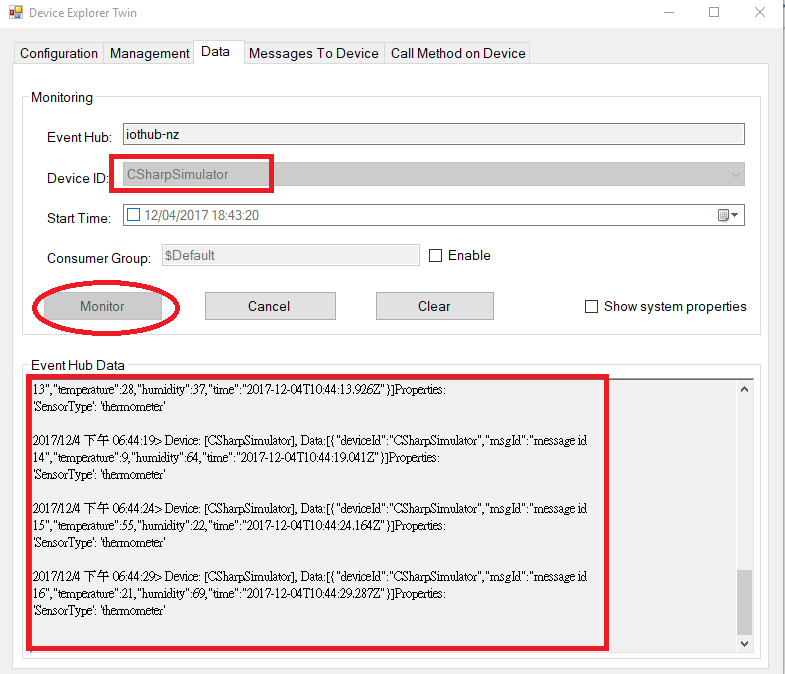 Device Explorer Twin
Configuration Management Data Messages To Device Call Method on Device
Monitoring
Event Hub: iothub-nz
Device ID: CSharpSimulator
Start Time: 12/04/2017 18:43:20
Consumer Group: $Default Enable
Monitor Cancel Clear Show system properties
Event Hub Data
13","temperature":28,"humidity":37,"time":"2017-12-04T10:44:13.926Z"}]Properties:
'SensorType': 'thermometer'
2017/12/4 下午 06:44:19> Device: [CSharpSimulator], Data:[{"deviceId":"CSharpSimulator","msgId":"message id
14","temperature":9,"humidity":64,"time":"2017-12-04T10:44:19.041Z"}]Properties:
'SensorType': 'thermometer'
2017/12/4 下午 06:44:24> Device: [CSharpSimulator], Data:[{"deviceId":"CSharpSimulator","msgId":"message id
15","temperature":55,"humidity":22,"time":"2017-12-04T10:44:24.164Z"}]Properties:
'SensorType': 'thermometer'
2017/12/4 下午 06:44:29> Device: [CSharpSimulator], Data:[{"deviceId":"CSharpSimulator","msgId":"message id
16","temperature":21,"humidity":69,"time":"2017-12-04T10:44:29.287Z"}]Properties:
'SensorType': 'thermometer'